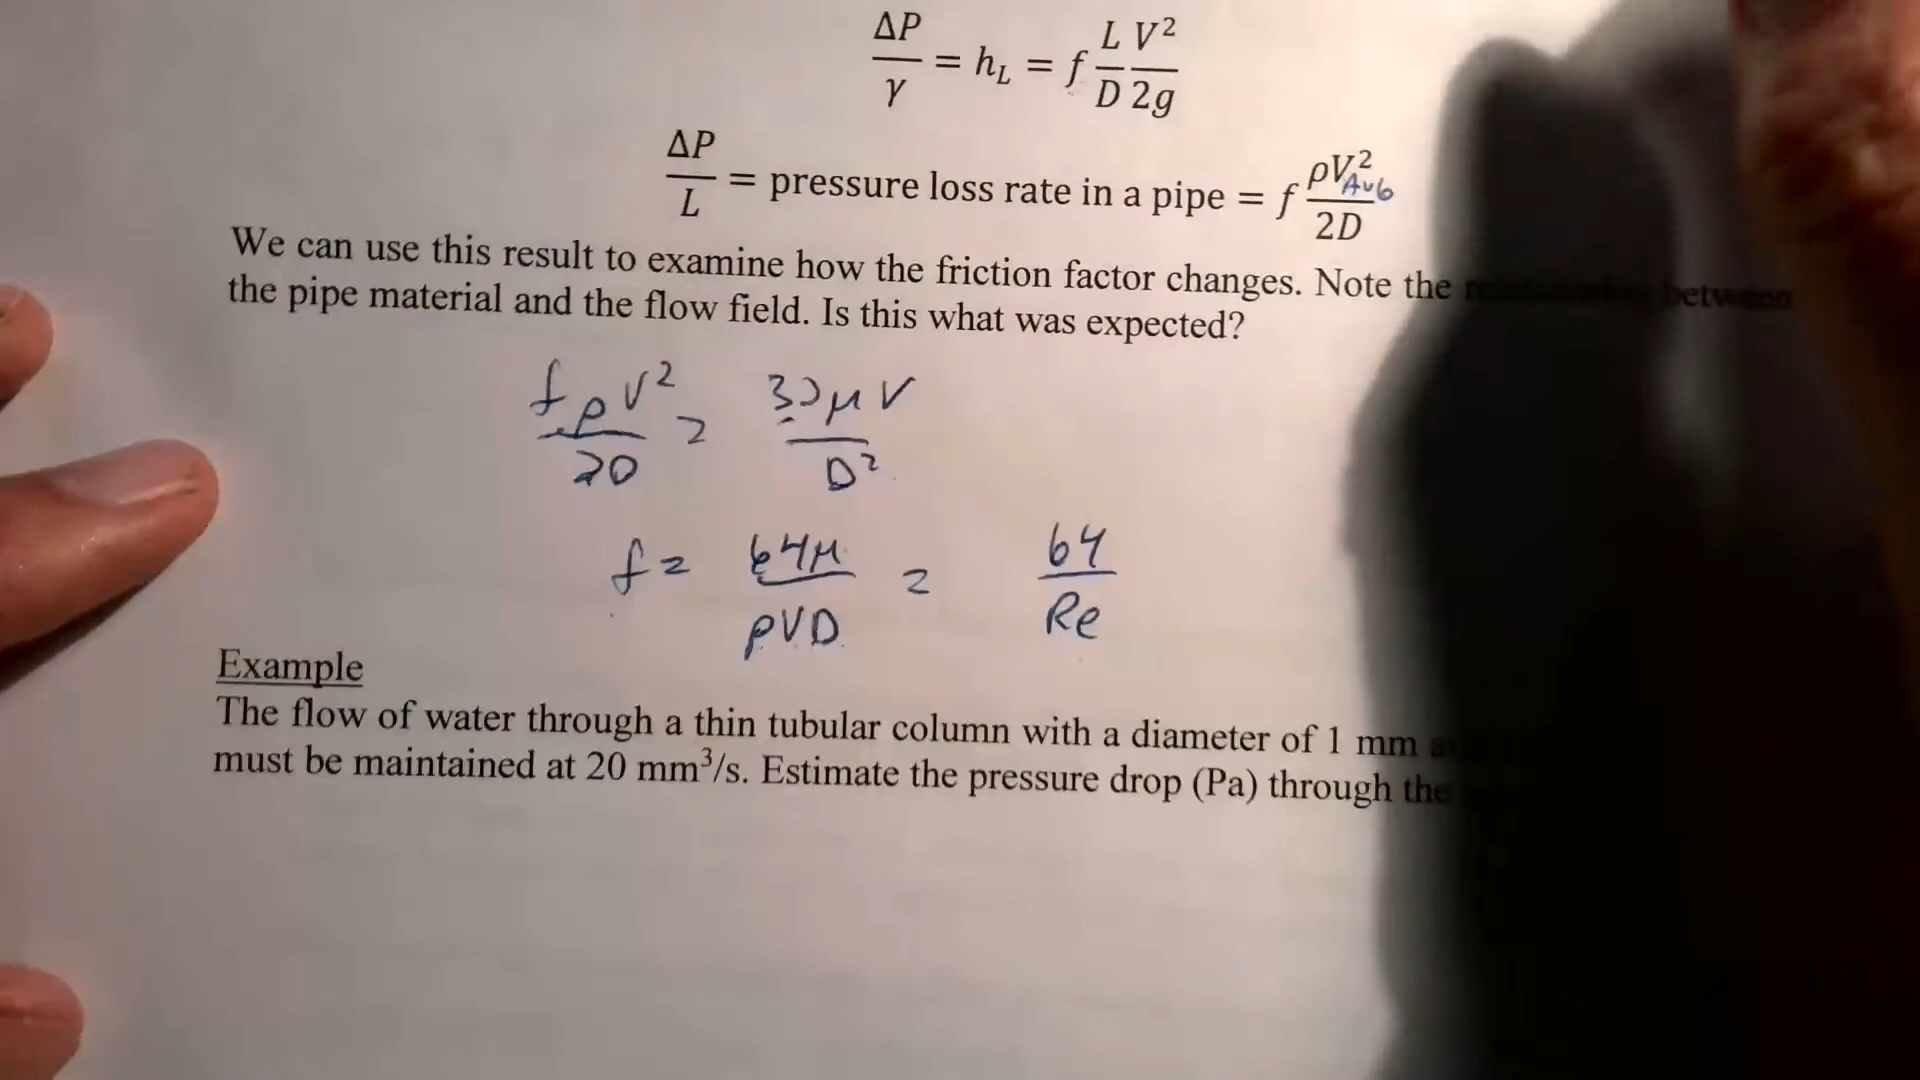 ΔP/γ = h_L = f L/D V²/2g
ΔP/L = pressure loss rate in a pipe = f ρV²_AVG/2D
We can use this result to examine how the friction factor changes. Note the between
the pipe material and the flow field. Is this what was expected?
fρV²/2D = 32μV/D²
f = 64μ/ρVD = 64/Re
Example
The flow of water through a thin tubular column with a diameter of 1 mm
must be maintained at 20 mm³/s. Estimate the pressure drop (Pa) through the